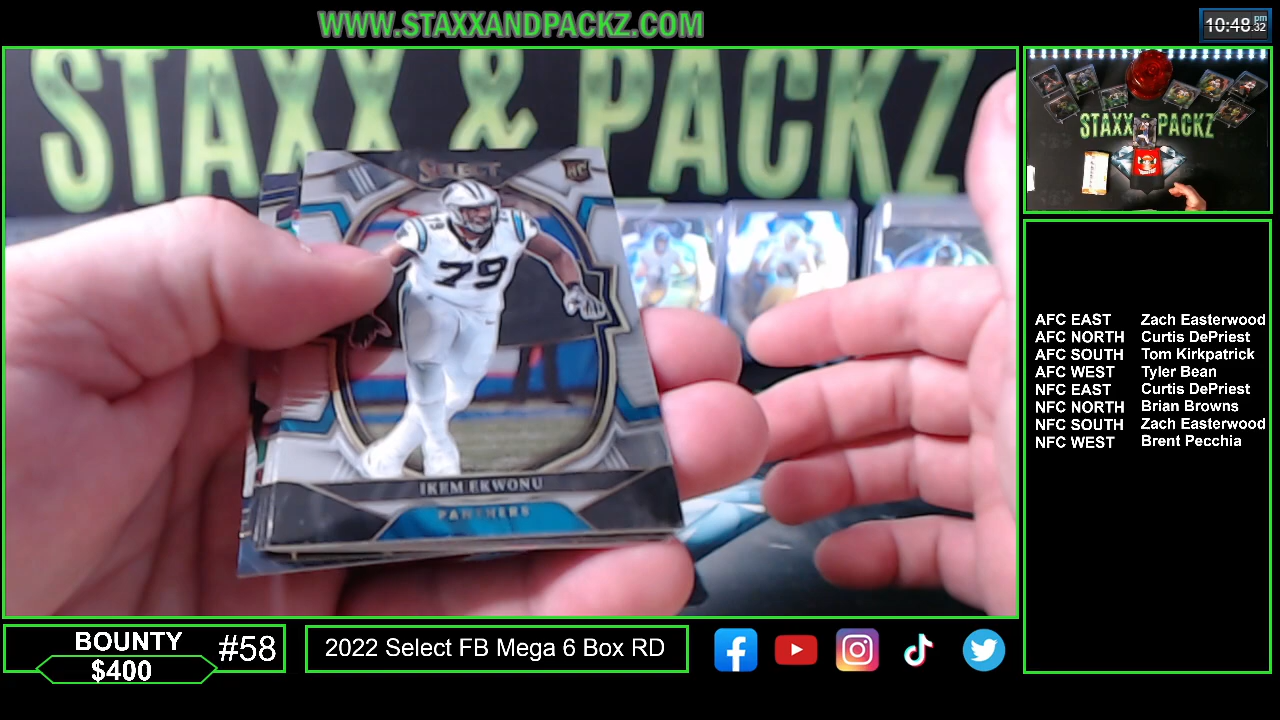 WWW.STAXXANDPACKZ.COM
10:48 pm
.32
STAXX & PACKZ
STAXX & PACKZ
SELECT
RC
79
79
IKEM EKWONU
PANTHERS
AFC EAST Zach Easterwood
AFC NORTH Curtis DePriest
AFC SOUTH Tom Kirkpatrick
AFC WEST Tyler Bean
NFC EAST Curtis DePriest
NFC NORTH Brian Browns
NFC SOUTH Zach Easterwood
NFC WEST Brent Pecchia
BOUNTY
$400
#58
2022 Select FB Mega 6 Box RD